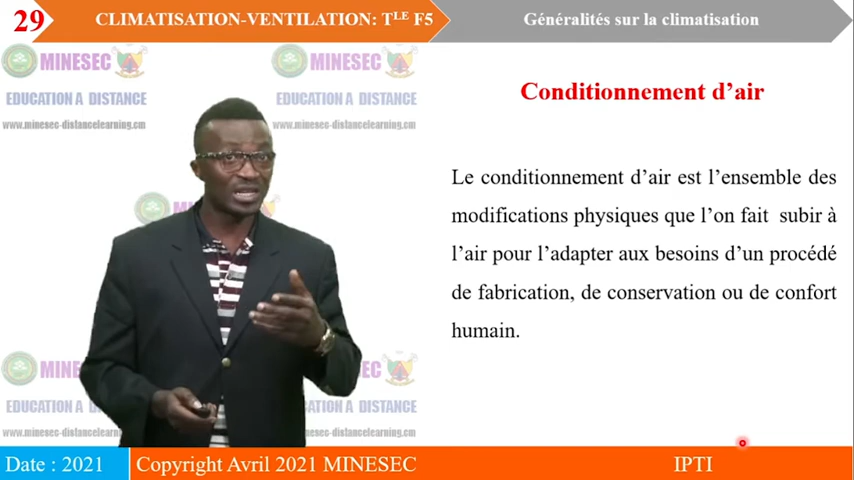 29
CLIMATISATION-VENTILATION: TLE F5
Généralités sur la climatisation
MINESEC
MINESEC
EDUCATION A DISTANCE
EDUCATION A DISTANCE
www.minesec-distancelearning.cm
www.minesec-distancelearning.cm
Conditionnement d’air
Le conditionnement d’air est l’ensemble des
modifications physiques que l’on fait subir à
l’air pour l’adapter aux besoins d’un procédé
de fabrication, de conservation ou de confort
humain.
Date : 2021
Copyright Avril 2021 MINESEC
IPTI